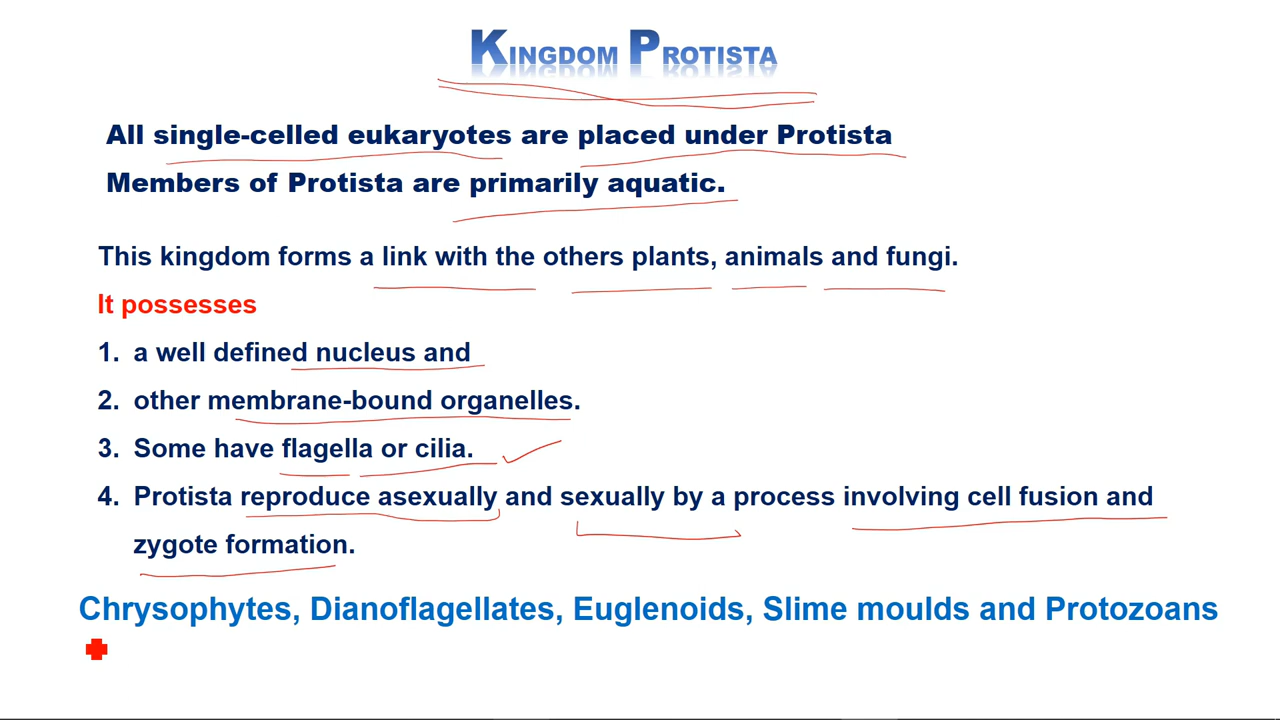 KINGDOM PROTISTA
All single-celled eukaryotes are placed under Protista
Members of Protista are primarily aquatic.
This kingdom forms a link with the others plants, animals and fungi.
It possesses
1. a well defined nucleus and
2. other membrane-bound organelles.
3. Some have flagella or cilia.
4. Protista reproduce asexually and sexually by a process involving cell fusion and
zygote formation.
Chrysophytes, Dianoflagellates, Euglenoids, Slime moulds and Protozoans